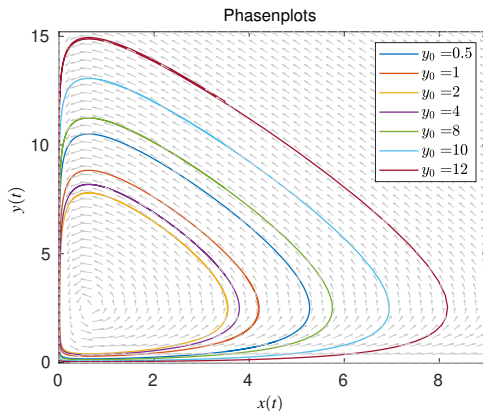 Phasenplots
15
10
5
0
y(t)
0 2 4 6 8
x(t)
y₀ =0.5
y₀ =1
y₀ =2
y₀ =4
y₀ =8
y₀ =10
y₀ =12